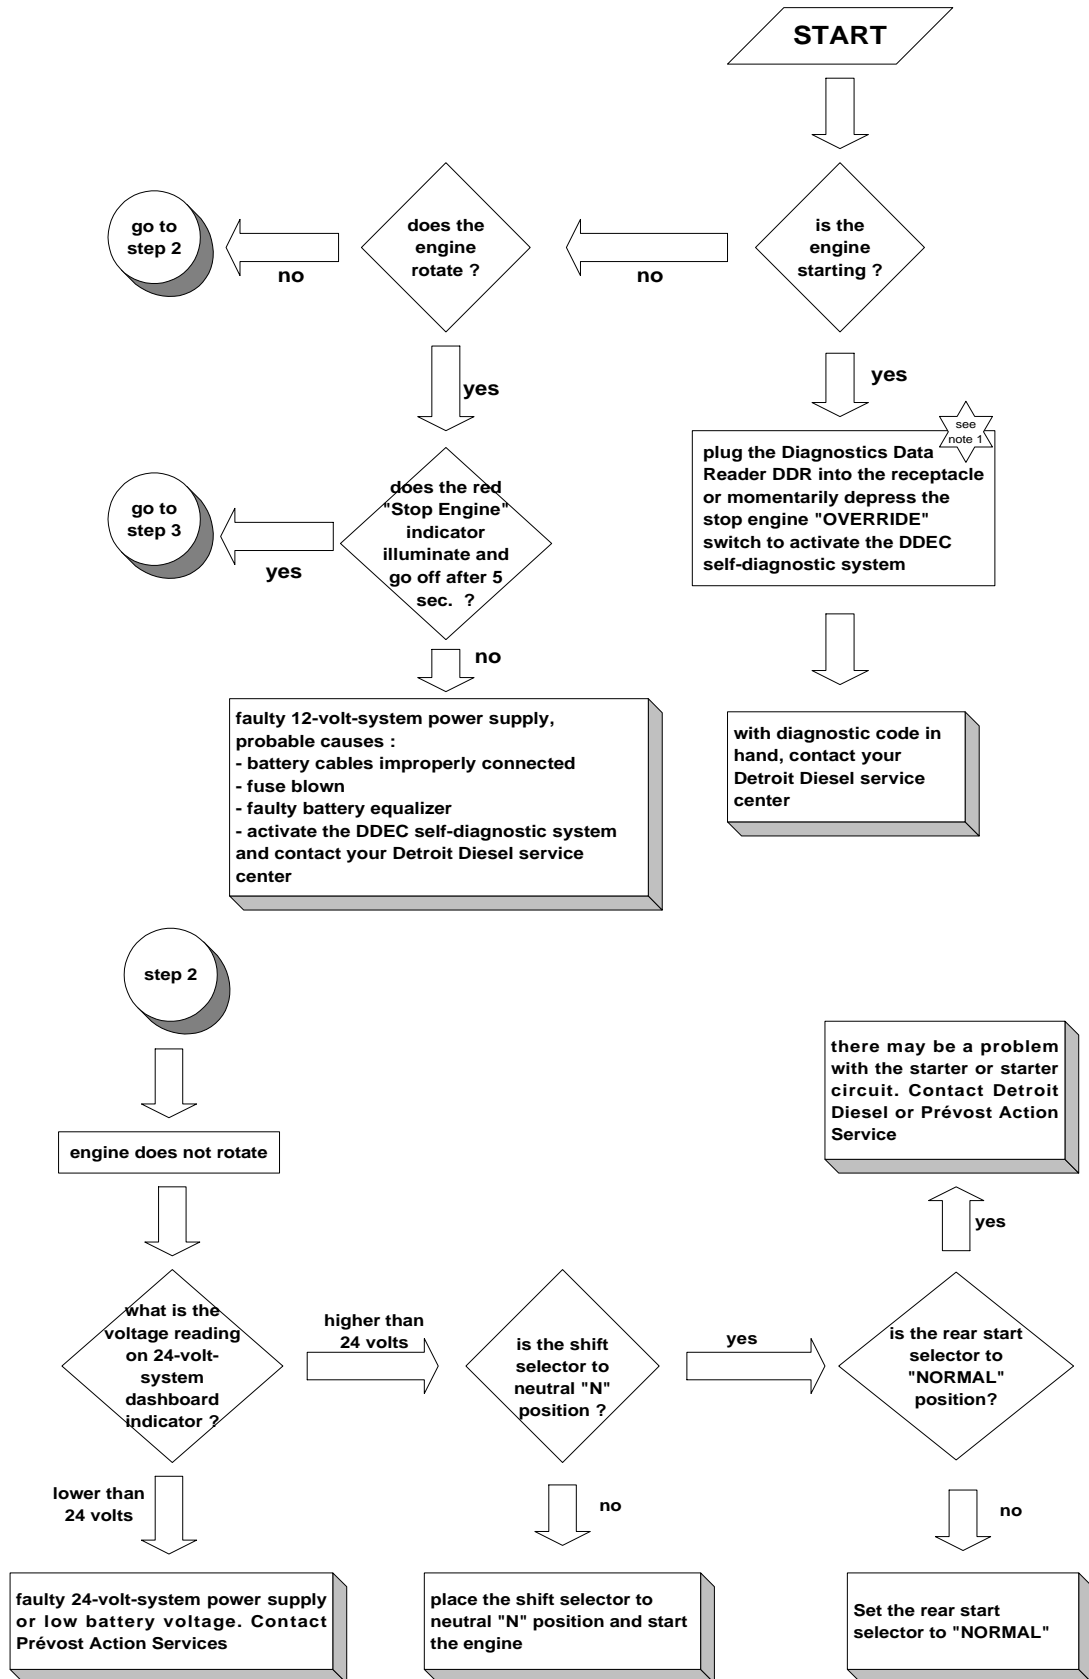 START
is the
engine
starting ?
no
does the
engine
rotate ?
no
go to
step 2
yes
yes
see
note 1
plug the Diagnostics Data
Reader DDR into the receptacle
or momentarily depress the
stop engine "OVERRIDE"
switch to activate the DDEC
self-diagnostic system
does the red
"Stop Engine"
indicator
illuminate and
go off after 5
sec. ?
yes
go to
step 3
no
faulty 12-volt-system power supply,
probable causes :
- battery cables improperly connected
- fuse blown
- faulty battery equalizer
- activate the DDEC self-diagnostic system
and contact your Detroit Diesel service
center
with diagnostic code in
hand, contact your
Detroit Diesel service
center
step 2
engine does not rotate
what is the
voltage reading
on 24-volt-
system
dashboard
indicator ?
higher than
24 volts
is the shift
selector to
neutral "N"
position ?
yes
is the rear start
selector to
"NORMAL"
position?
yes
there may be a problem
with the starter or starter
circuit. Contact Detroit
Diesel or Prévost Action
Service
lower than
24 volts
no
no
faulty 24-volt-system power supply
or low battery voltage. Contact
Prévost Action Services
place the shift selector to
neutral "N" position and start
the engine
Set the rear start
selector to "NORMAL"